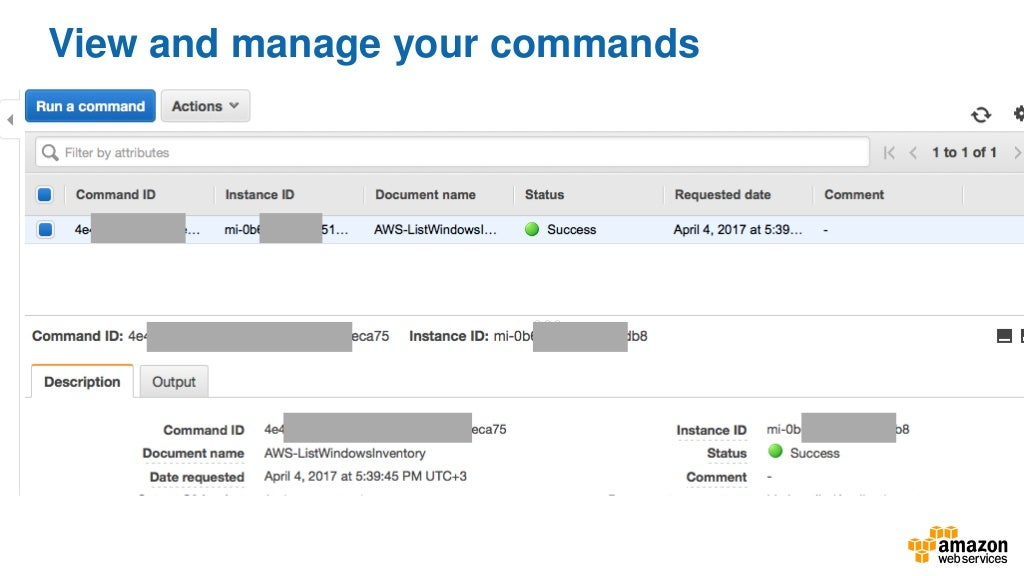 View and manage your commands
Run a command Actions
Filter by attributes 1 to 1 of 1
Command ID Instance ID Document name Status Requested date Comment
4e ... mi-0b 51... AWS-ListWindowsI... Success April 4, 2017 at 5:39... -
Command ID: 4e eca75 Instance ID: mi-0b db8
Description Output
Command ID 4e4 eca75 Instance ID mi-0b b8
Document name AWS-ListWindowsInventory Status Success
Date requested April 4, 2017 at 5:39:45 PM UTC+3 Comment -
amazon
web services